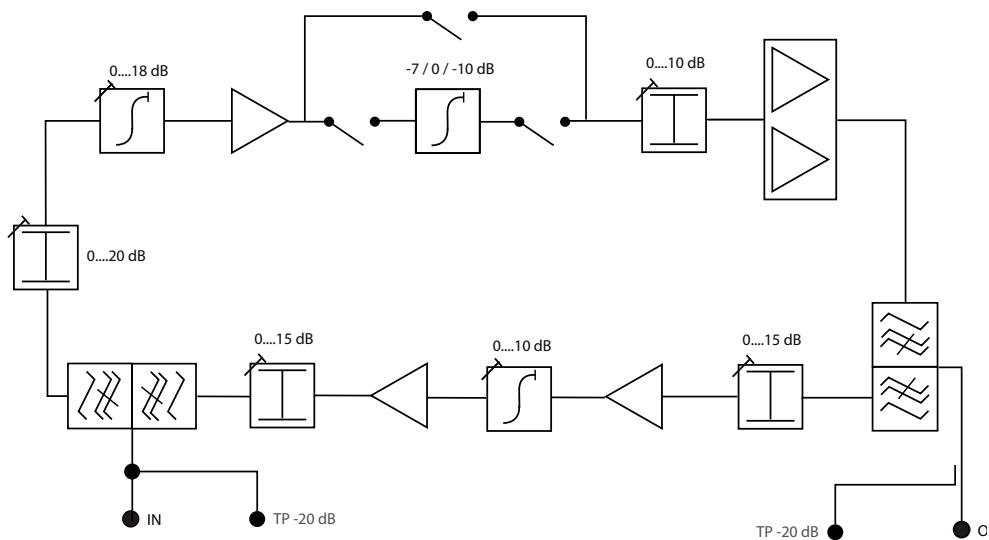 0....18 dB
-7 / 0 / -10 dB
0....10 dB
0....20 dB
0....15 dB
0....10 dB
0....15 dB
IN
TP -20 dB
TP -20 dB
O